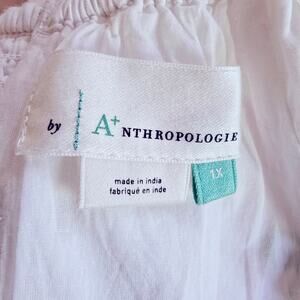 by A+NTHROPOLOGIE
made in india
fabriqué en inde
1X